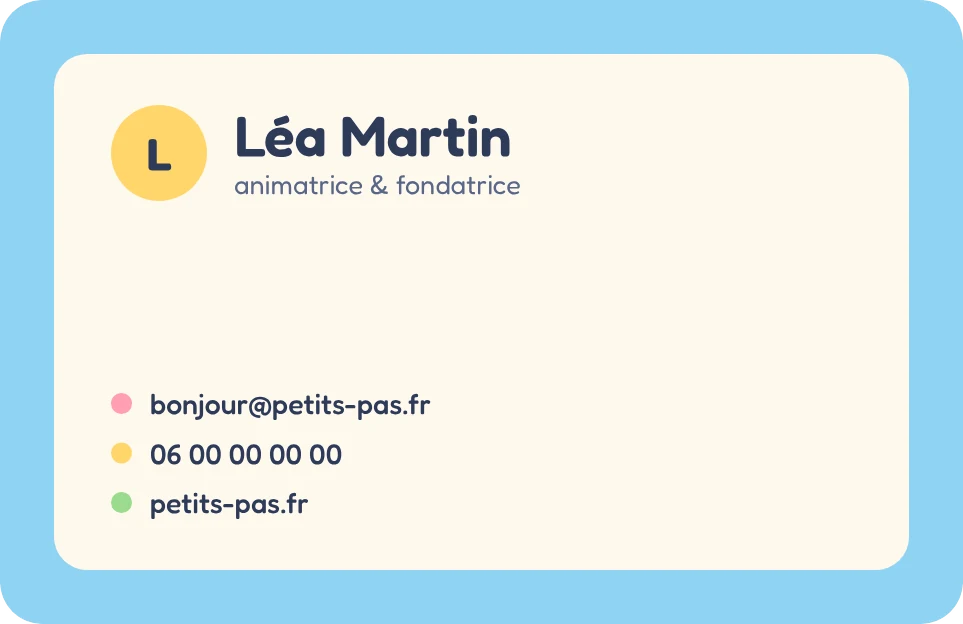 L
Léa Martin
animatrice & fondatrice
bonjour@petits-pas.fr
06 00 00 00 00
petits-pas.fr